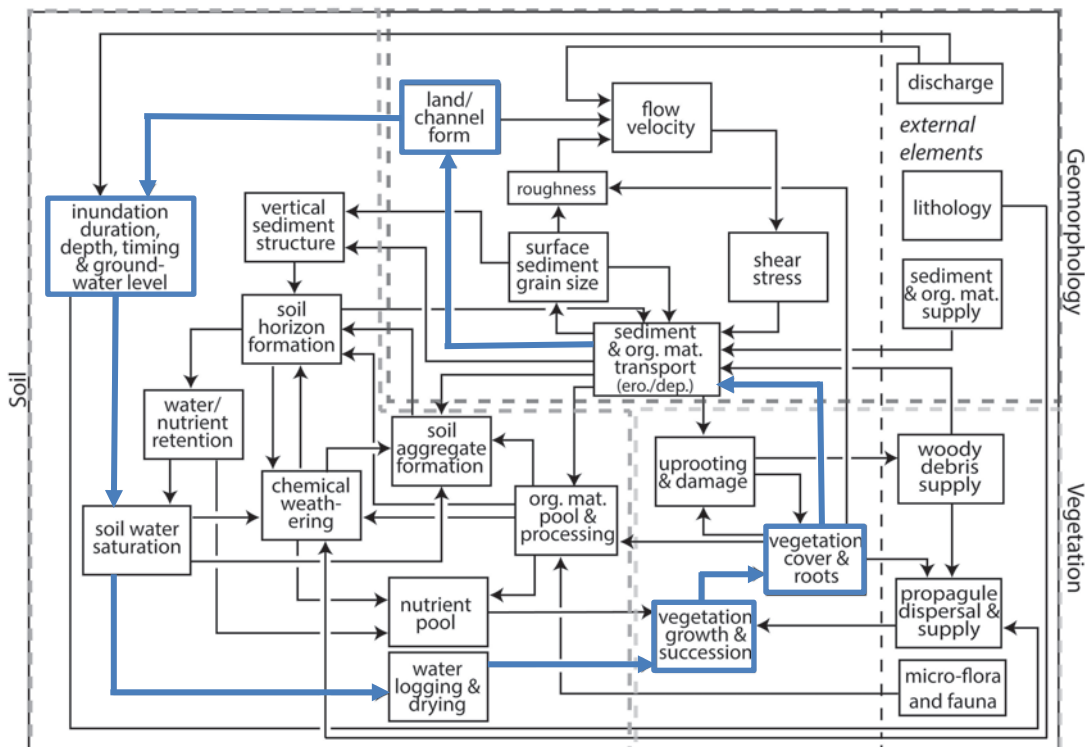 discharge
external
elements
lithology
sediment
& org. mat.
supply
Geomorphology
land/
channel
form
flow
velocity
roughness
surface
sediment
grain size
shear
stress
sediment
& org. mat.
transport
(ero./dep.)
Soil
inundation
duration,
depth, timing
& ground-
water level
vertical
sediment
structure
soil
horizon
formation
water/
nutrient
retention
soil
aggregate
formation
chemical
weath-
ering
org. mat.
pool &
processing
soil water
saturation
nutrient
pool
water
logging &
drying
Vegetation
uprooting
& damage
woody
debris
supply
vegetation
cover &
roots
vegetation
growth &
succession
propagule
dispersal &
supply
micro-flora
and fauna